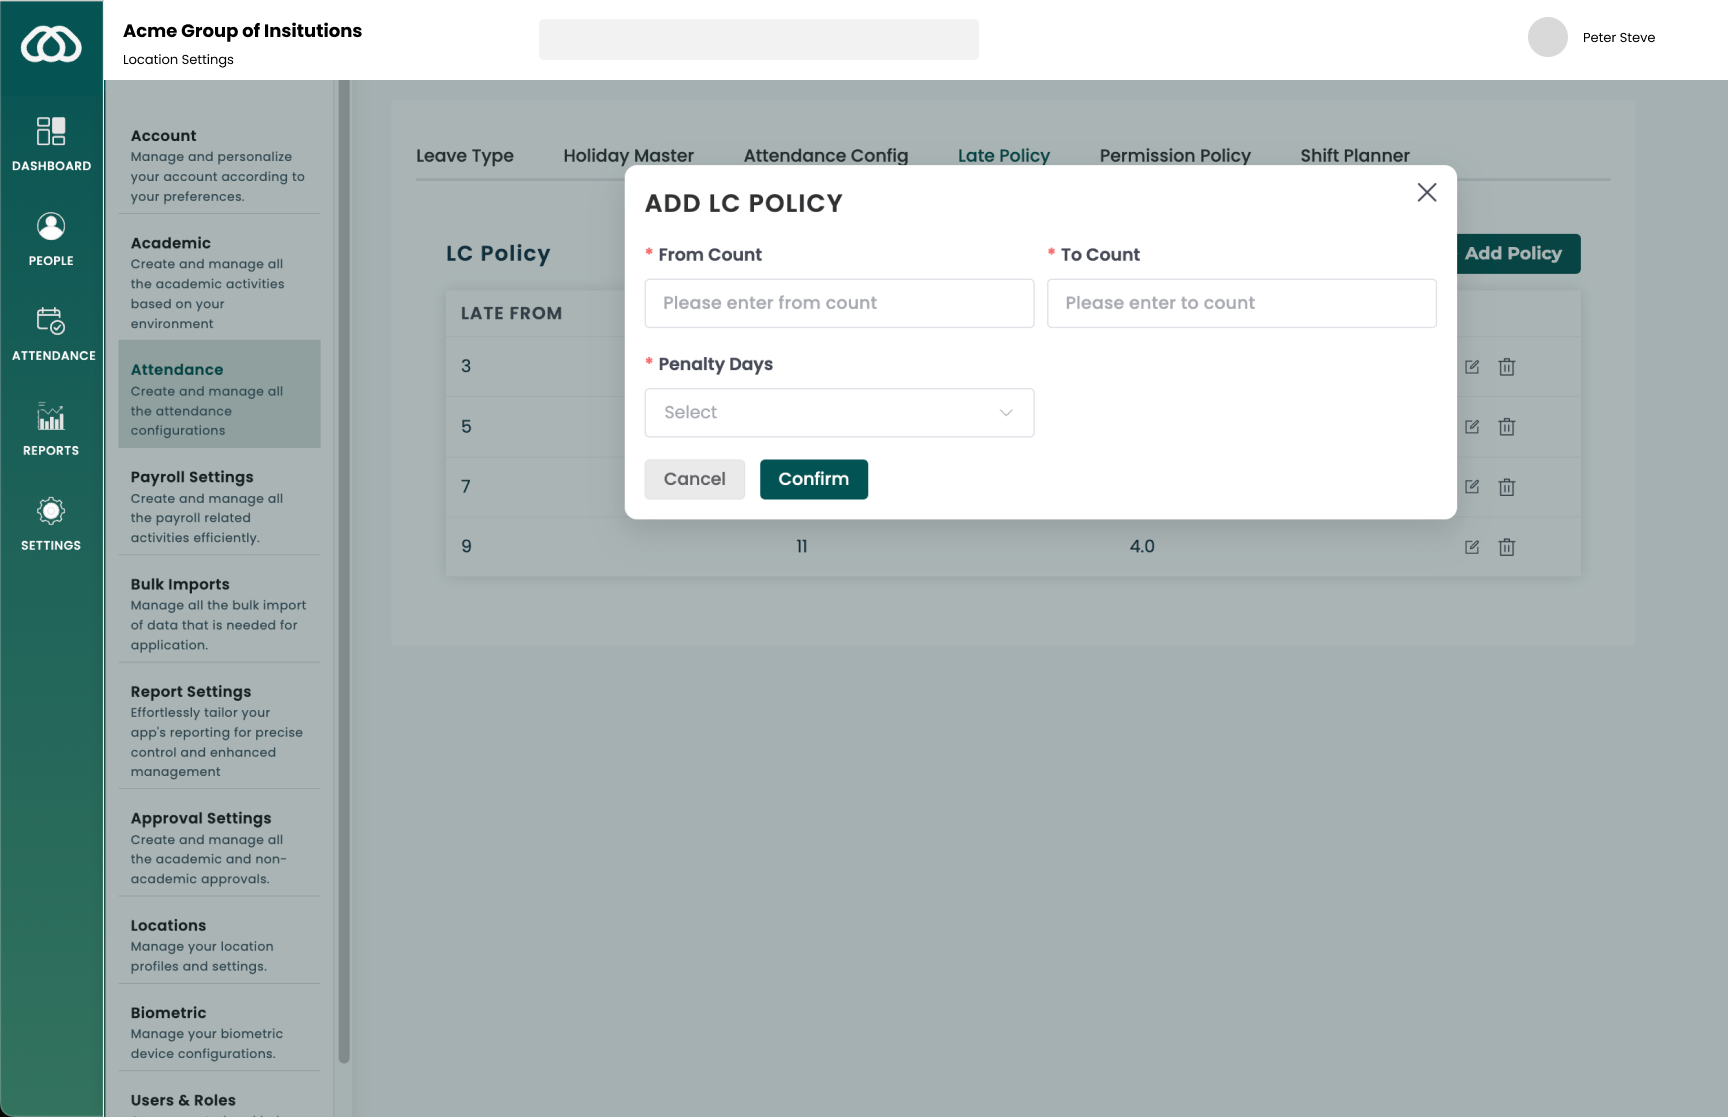 Acme Group of Insitutions
Location Settings
Peter Steve
DASHBOARD
PEOPLE
ATTENDANCE
REPORTS
SETTINGS
Account
Manage and personalize
your account according to
your preferences.
Academic
Create and manage all
the academic activities
based on your
environment
Attendance
Create and manage all
the attendance
configurations
Payroll Settings
Create and manage all
the payroll related
activities efficiently.
Bulk Imports
Manage all the bulk import
of data that is needed for
application.
Report Settings
Effortlessly tailor your
app's reporting for precise
control and enhanced
management
Approval Settings
Create and manage all
the academic and non-
academic approvals.
Locations
Manage your location
profiles and settings.
Biometric
Manage your biometric
device configurations.
Users & Roles
Leave Type Holiday Master Attendance Config Late Policy Permission Policy Shift Planner
LC Policy
Add Policy
LATE FROM
3
5
7
9 11 4.0
ADD LC POLICY
* From Count
Please enter from count
* To Count
Please enter to count
* Penalty Days
Select
Cancel Confirm